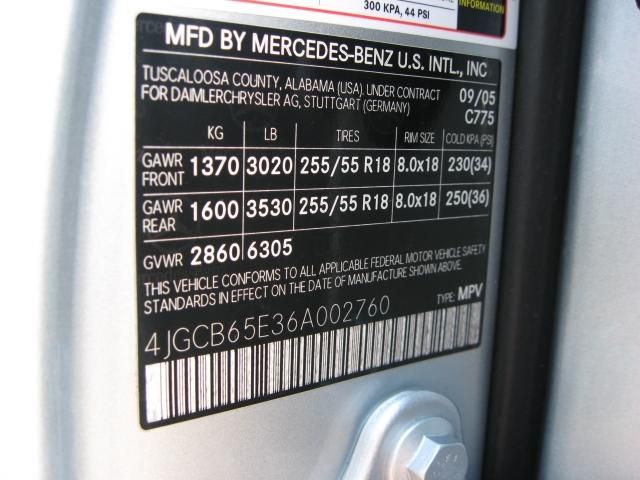 300 KPA, 44 PSI
INFORMATION
MFD BY MERCEDES-BENZ U.S. INTL., INC
TUSCALOOSA COUNTY, ALABAMA (USA). UNDER CONTRACT
FOR DAIMLERCHRYSLER AG, STUTTGART (GERMANY)
09/05
C775
KG LB TIRES RIM SIZE COLD KPA (PSI)
GAWR FRONT 1370 3020 255/55 R18 8.0x18 230(34)
GAWR REAR 1600 3530 255/55 R18 8.0x18 250(36)
GVWR 2860 6305
THIS VEHICLE CONFORMS TO ALL APPLICABLE FEDERAL MOTOR VEHICLE SAFETY
STANDARDS IN EFFECT ON THE DATE OF MANUFACTURE SHOWN ABOVE.
TYPE: MPV
4JGCB65E36A002760